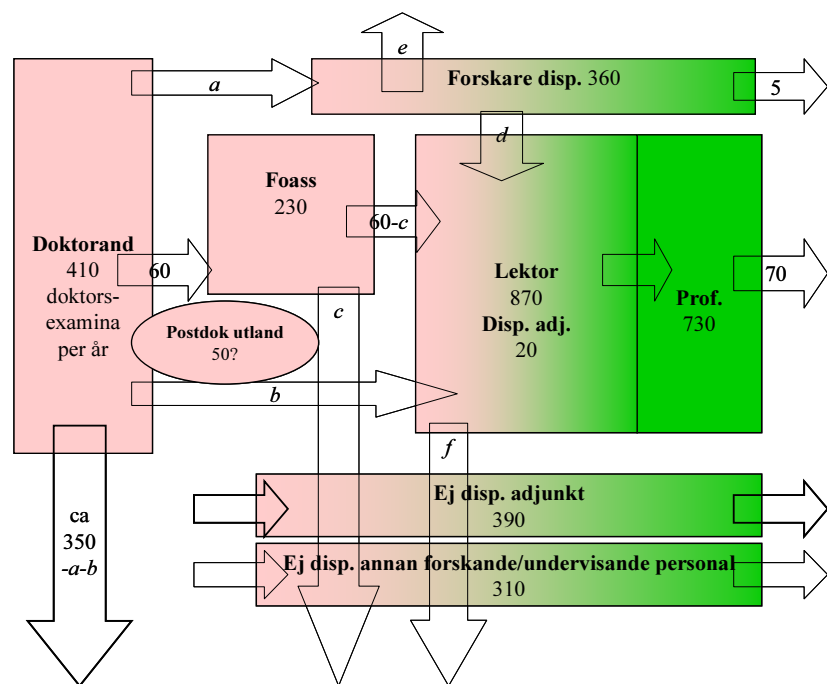 e
a
Forskare disp. 360
5
d
Foass
230
60-c
Doktorand
410
doktors-
examina
per år
60
Lektor
870
Disp. adj.
20
Prof.
730
70
Postdok utland
50?
c
b
f
ca
350
-a-b
Ej disp. adjunkt
390
Ej disp. annan forskande/undervisande personal
310